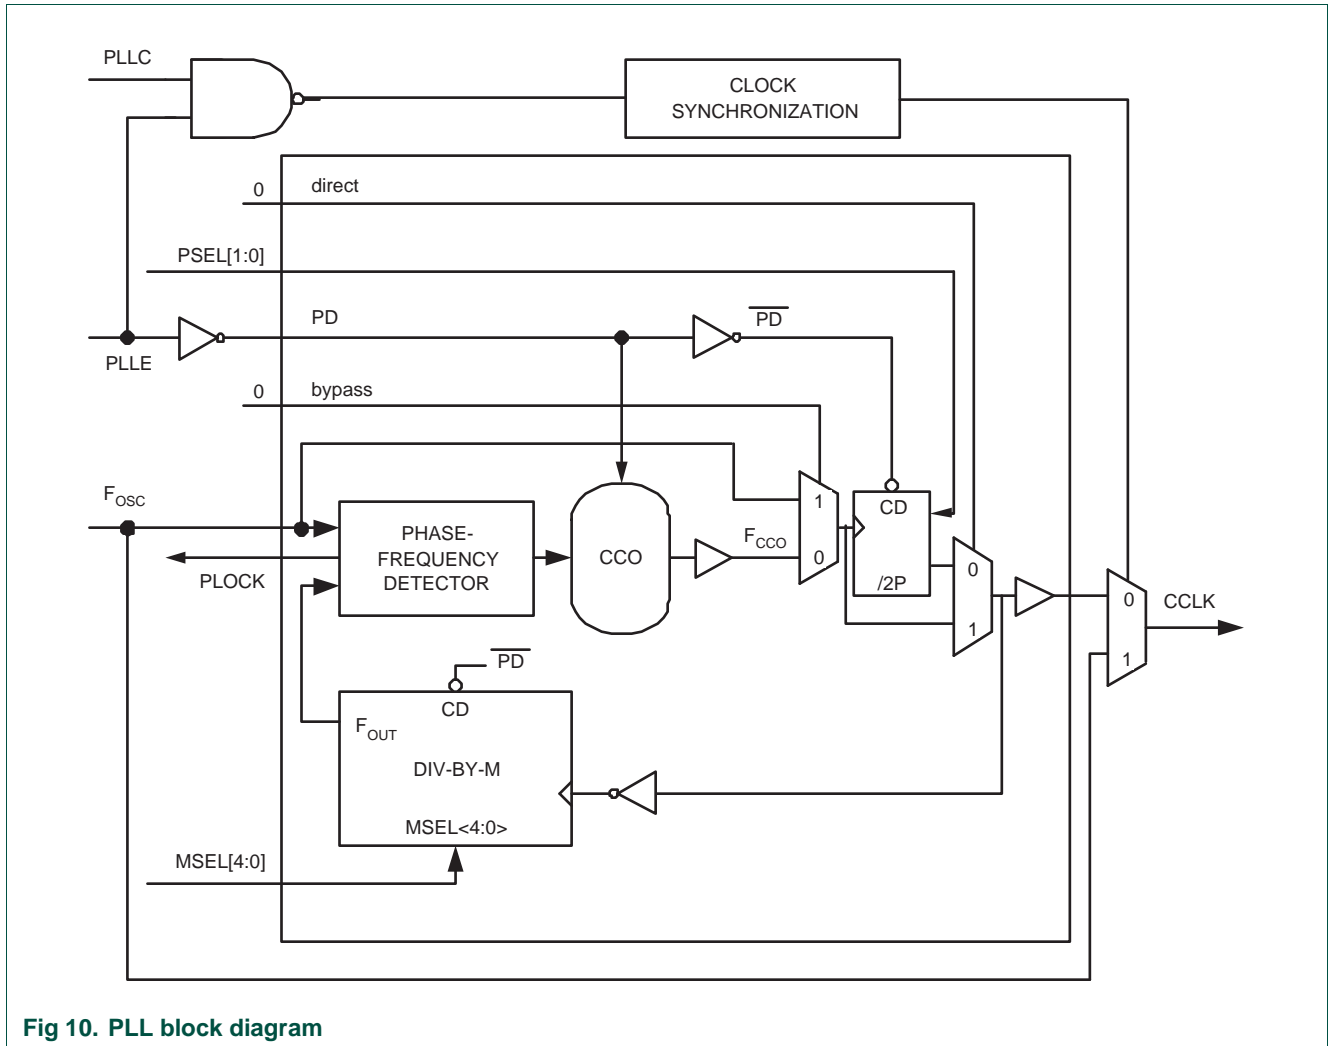 PLLC
CLOCK
SYNCHRONIZATION
0
direct
PSEL[1:0]
PD
PD
PLLE
0
bypass
FOSC
PHASE-
FREQUENCY
DETECTOR
PLOCK
CCO
FCCO
1
0
CD
/2P
0
1
0
1
CCLK
PD
CD
FOUT
DIV-BY-M
MSEL<4:0>
MSEL[4:0]
Fig 10. PLL block diagram